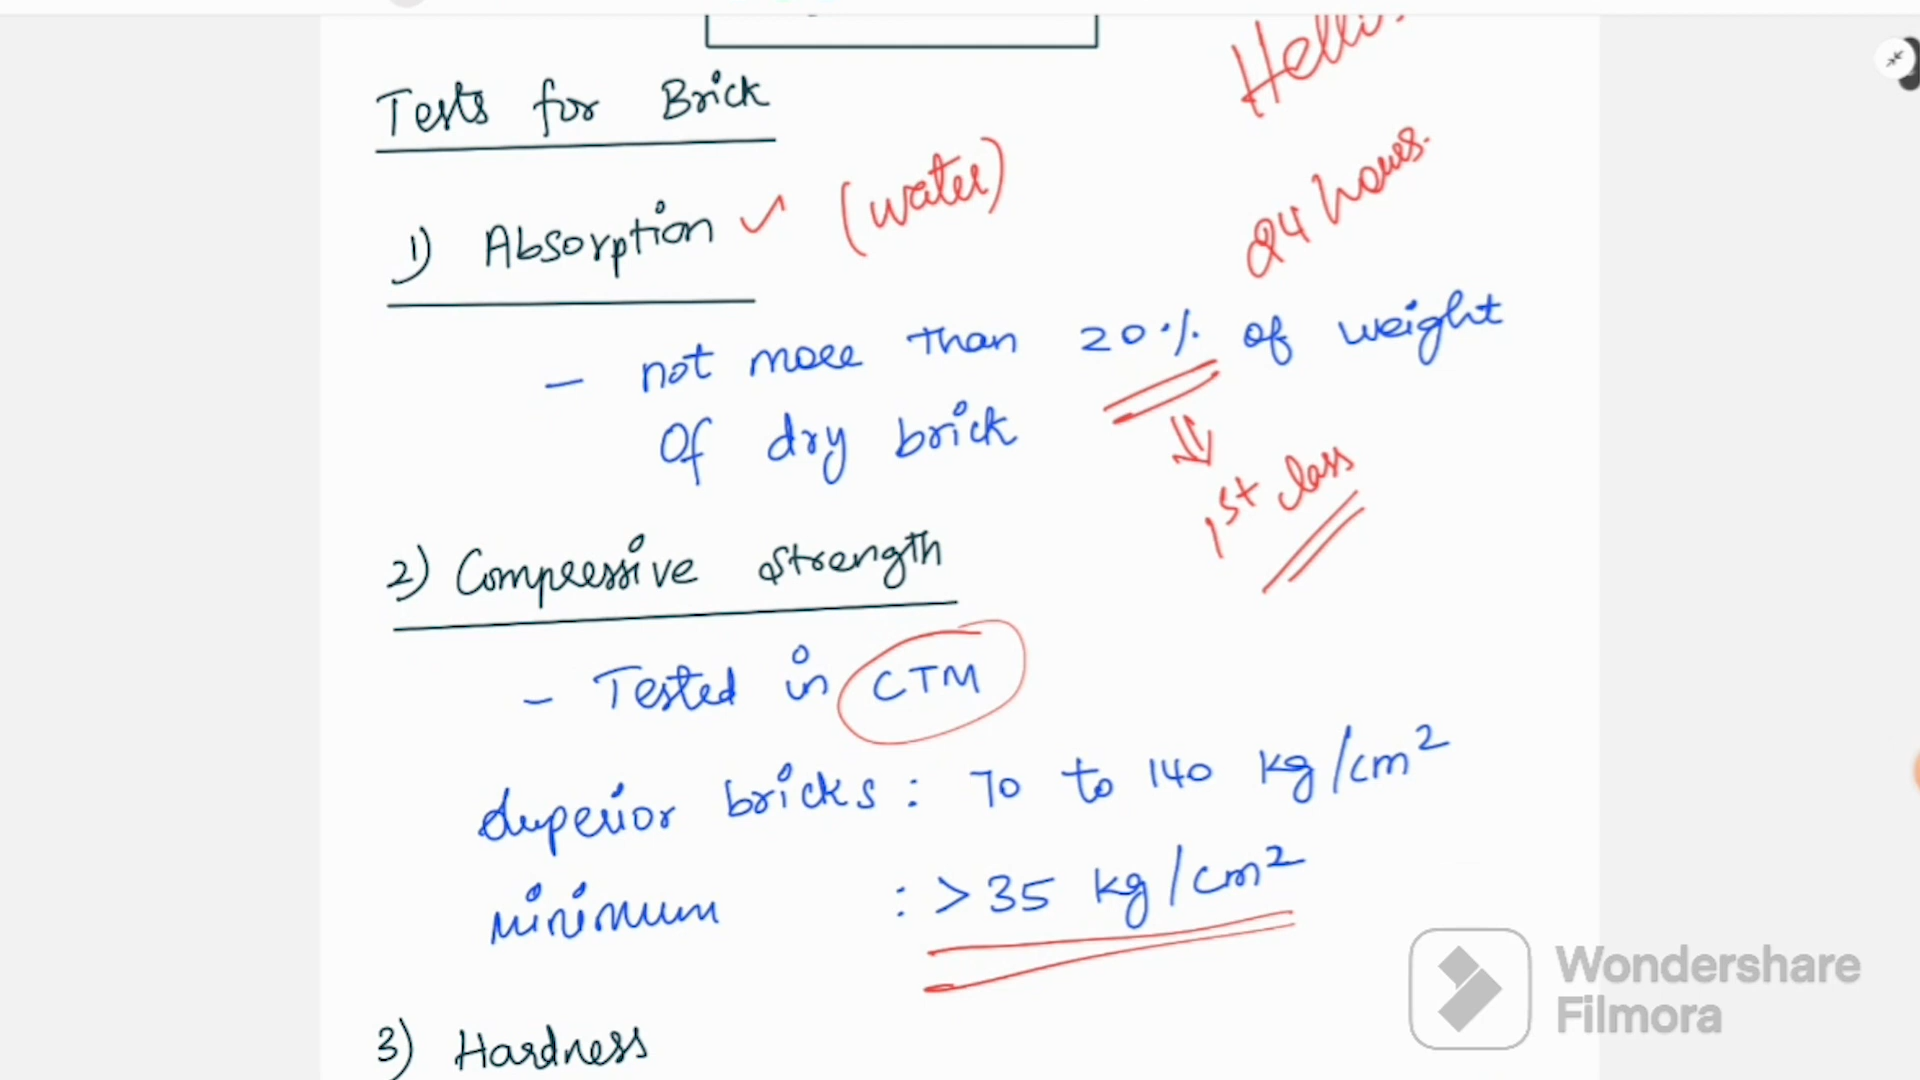 Tests for Brick
1) Absorption ✓ (water)
24 hours.
- not more than 20% of weight
of dry brick
⇓
1st class
2) Compressive strength
- Tested in CTM
superior bricks : 70 to 140 kg/cm²
minimum : > 35 kg/cm²
3) Hardness
Wondershare
Filmora